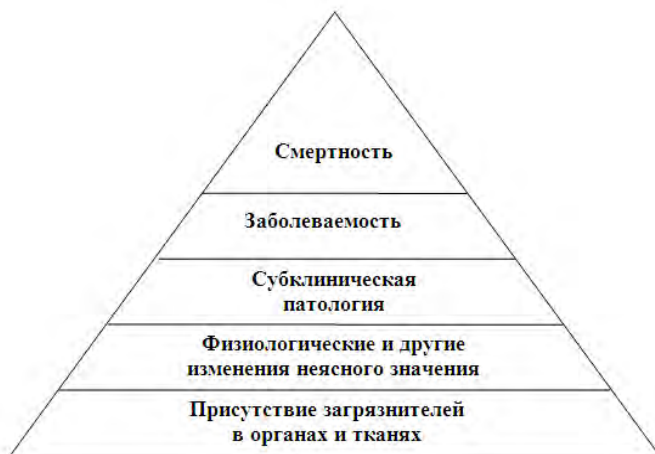 Смертность
Заболеваемость
Субклиническая
патология
Физиологические и другие
изменения неясного значения
Присутствие загрязнителей
в органах и тканях